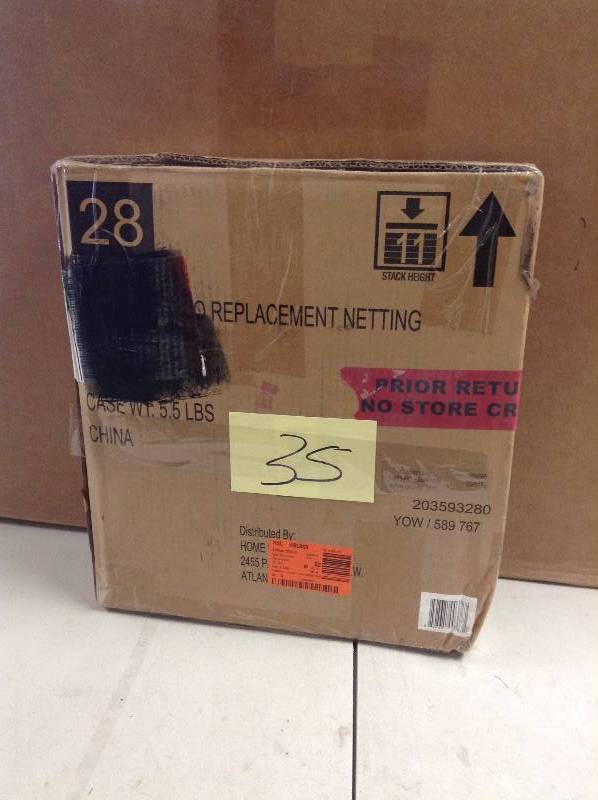 28
11
STACK HEIGHT
O REPLACEMENT NETTING
PRIOR RETU
NO STORE CR
CASE WT: 5.5 LBS
CHINA
35
203593280
YOW / 589 767
Distributed By:
HOME
2455 P W.
ATLAN